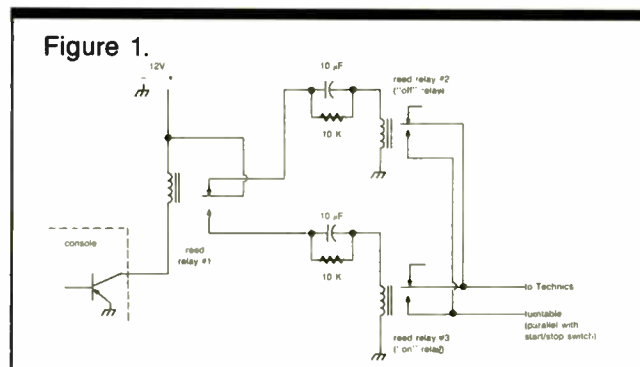 Figure 1.
12V
10 µF
10 K
reed relay #2
("off" relay)
console
reed relay #1
10 µF
10 K
reed relay #3
("on" relay)
to Technics
turntable
(parallel with
start/stop switch)